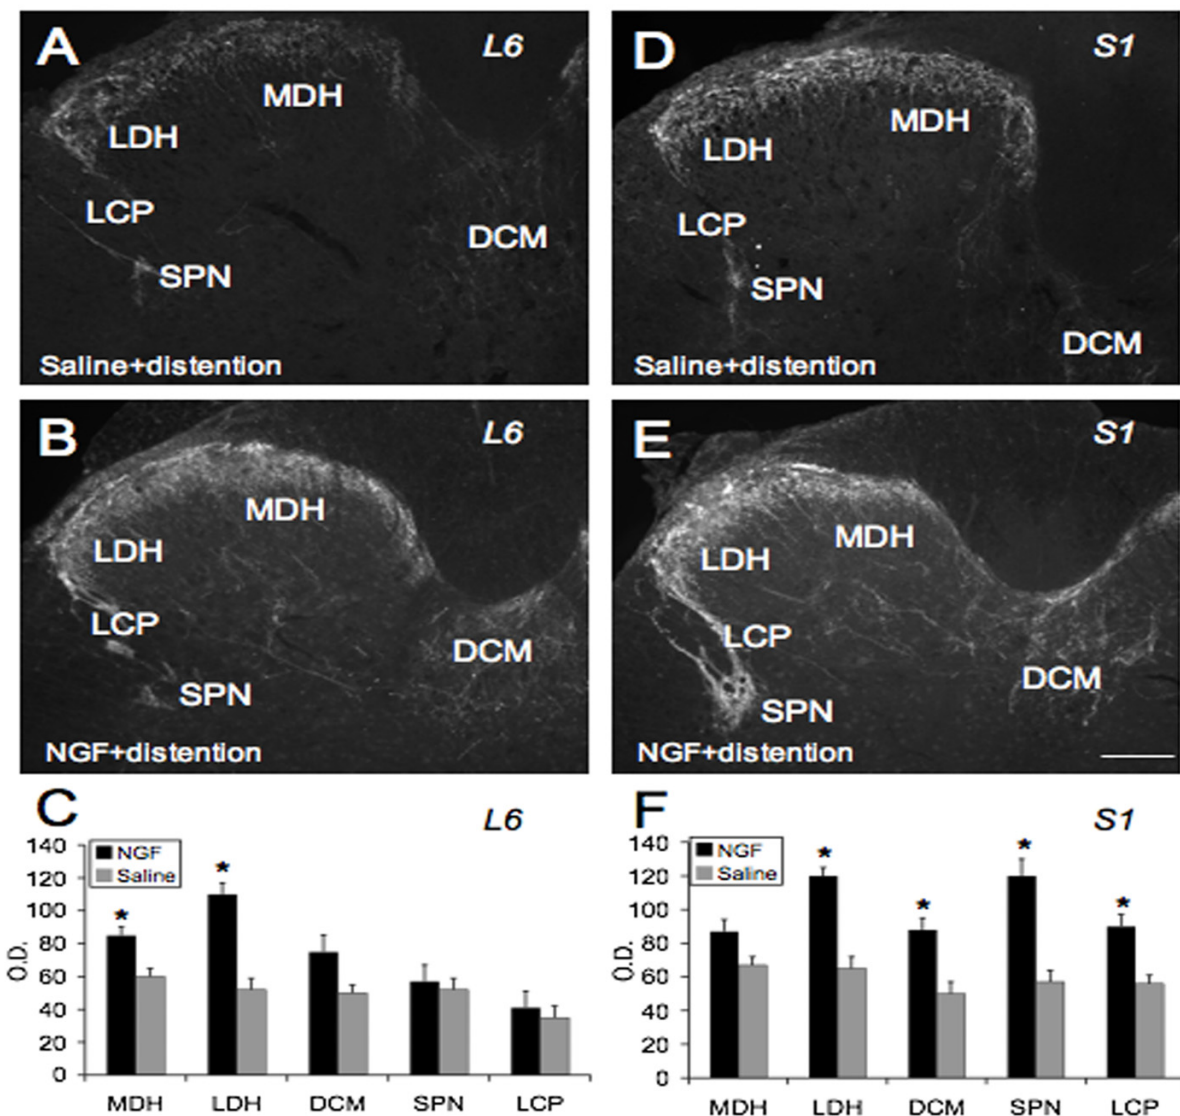 A
L6
MDH
LDH
LCP
DCM
SPN
Saline+distention
D
S1
MDH
LDH
LCP
SPN
DCM
Saline+distention
B
L6
MDH
LDH
LCP
DCM
SPN
NGF+distention
E
S1
MDH
LDH
LCP
DCM
SPN
NGF+distention
C
L6
140
120
100
80
60
40
20
0
O.D.
NGF
Saline
*
*
MDH LDH DCM SPN LCP
F
S1
140
120
100
80
60
40
20
0
O.D.
NGF
Saline
*
*
*
*
MDH LDH DCM SPN LCP